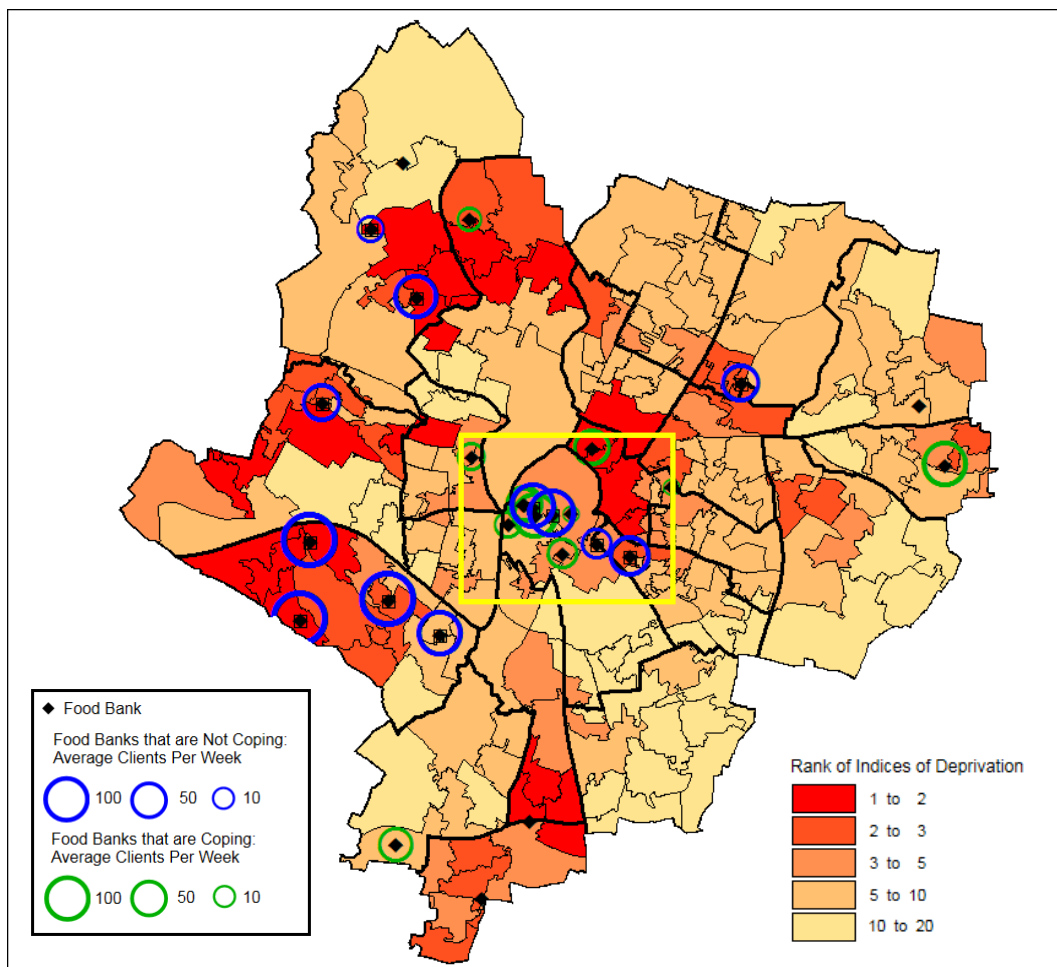 Food Bank
Food Banks that are Not Coping:
Average Clients Per Week
100 50 10
Food Banks that are Coping:
Average Clients Per Week
100 50 10
Rank of Indices of Deprivation
1 to 2
2 to 3
3 to 5
5 to 10
10 to 20